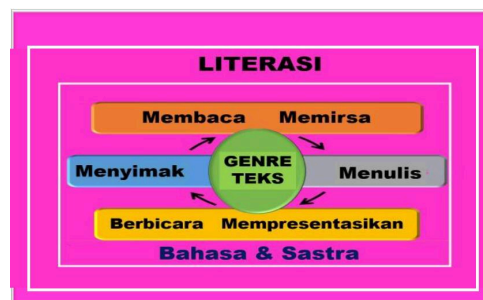 LITERASI
Membaca Memirsa
Menyimak
GENRE
TEKS
Menulis
Berbicara Mempresentasikan
Bahasa & Sastra